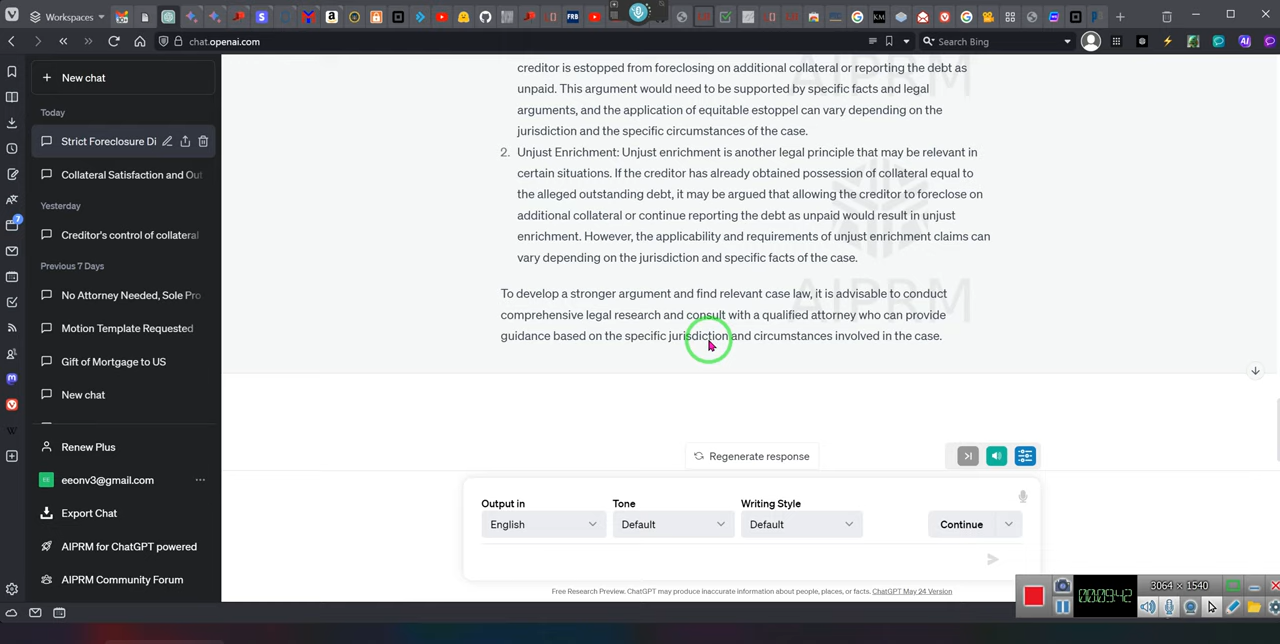 Workspaces
chat.openai.com
Search Bing
New chat
Today
Strict Foreclosure Di
Collateral Satisfaction and Out
Yesterday
Creditor's control of collateral
Previous 7 Days
No Attorney Needed, Sole Pro
Motion Template Requested
Gift of Mortgage to US
New chat
Renew Plus
eeonv3@gmail.com
Export Chat
AIPRM for ChatGPT powered
AIPRM Community Forum
creditor is estopped from foreclosing on additional collateral or reporting the debt as
unpaid. This argument would need to be supported by specific facts and legal
arguments, and the application of equitable estoppel can vary depending on the
jurisdiction and the specific circumstances of the case.
2. Unjust Enrichment: Unjust enrichment is another legal principle that may be relevant in
certain situations. If the creditor has already obtained possession of collateral equal to
the alleged outstanding debt, it may be argued that allowing the creditor to foreclose on
additional collateral or continue reporting the debt as unpaid would result in unjust
enrichment. However, the applicability and requirements of unjust enrichment claims can
vary depending on the jurisdiction and specific facts of the case.
To develop a stronger argument and find relevant case law, it is advisable to conduct
comprehensive legal research and consult with a qualified attorney who can provide
guidance based on the specific jurisdiction and circumstances involved in the case.
AIPRM
AIPRM
Regenerate response
Output in
Tone
Writing Style
English
Default
Default
Continue
Free Research Preview. ChatGPT may produce inaccurate information about people, places, or facts. ChatGPT May 24 Version
3064 × 1540
00:09:42